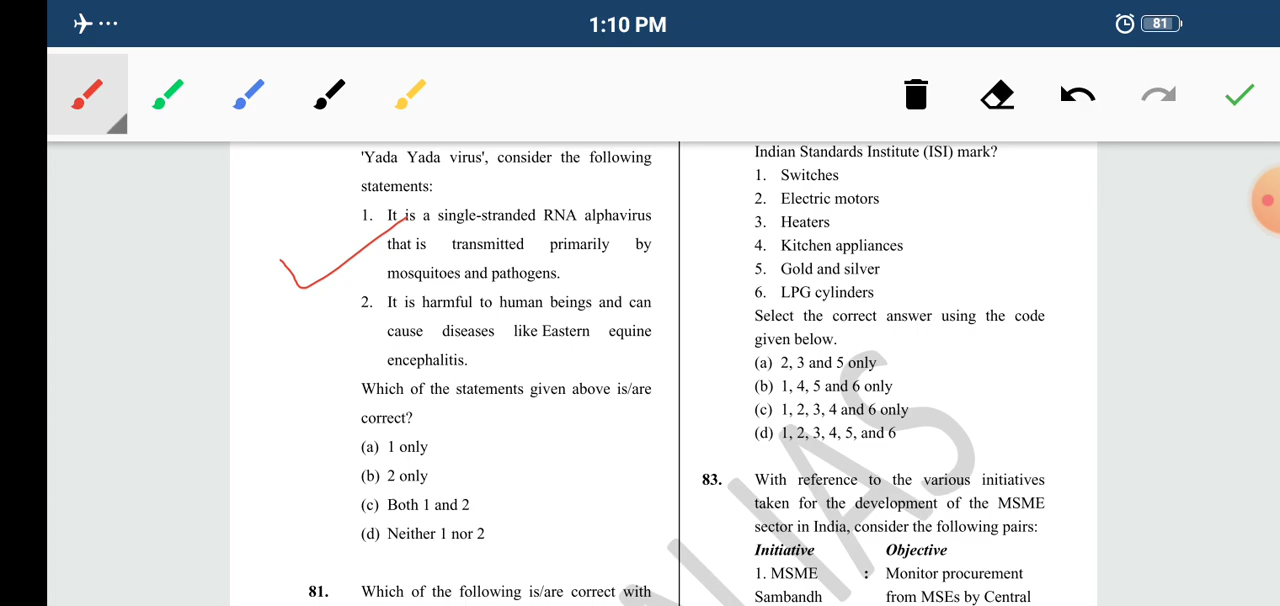 1:10 PM
81
'Yada Yada virus', consider the following
statements:
1. It is a single-stranded RNA alphavirus
that is transmitted primarily by
mosquitoes and pathogens.
2. It is harmful to human beings and can
cause diseases like Eastern equine
encephalitis.
Which of the statements given above is/are
correct?
(a) 1 only
(b) 2 only
(c) Both 1 and 2
(d) Neither 1 nor 2
81. Which of the following is/are correct with
Indian Standards Institute (ISI) mark?
1. Switches
2. Electric motors
3. Heaters
4. Kitchen appliances
5. Gold and silver
6. LPG cylinders
Select the correct answer using the code
given below.
(a) 2, 3 and 5 only
(b) 1, 4, 5 and 6 only
(c) 1, 2, 3, 4 and 6 only
(d) 1, 2, 3, 4, 5, and 6
83. With reference to the various initiatives
taken for the development of the MSME
sector in India, consider the following pairs:
Initiative Objective
1. MSME : Monitor procurement
Sambandh from MSEs by Central
IAS